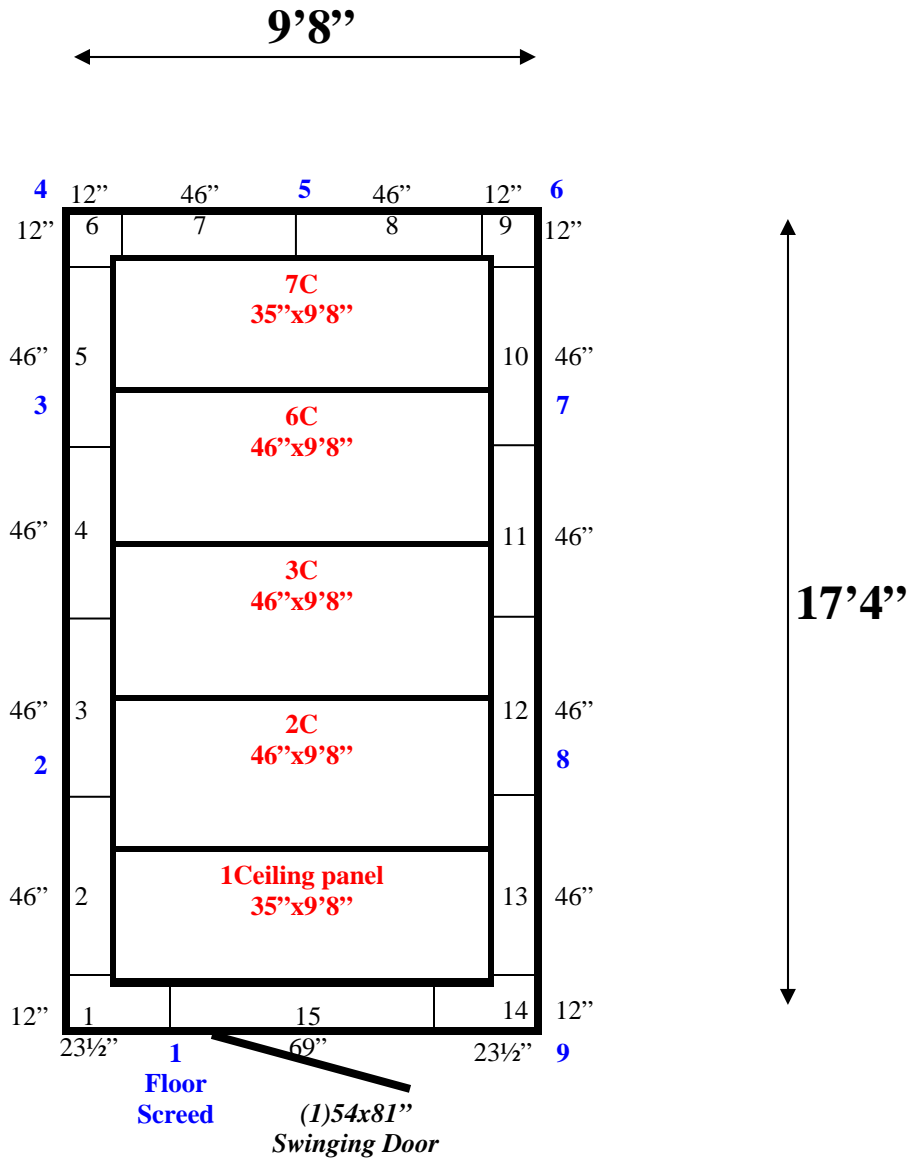 9’8”
4 12” 46” 5 46” 12” 6
12” 6 7 8 9 12”
7C
35”x9’8”
46” 5 10 46”
3 7
6C
46”x9’8”
46” 4 11 46”
3C
46”x9’8”
17’4”
46” 3 12 46”
2C
46”x9’8”
2 8
1Ceiling panel
35”x9’8”
46” 2 13 46”
12” 1 15 14 12”
23½” 1 69” 23½” 9
Floor
Screed
(1)54x81”
Swinging Door